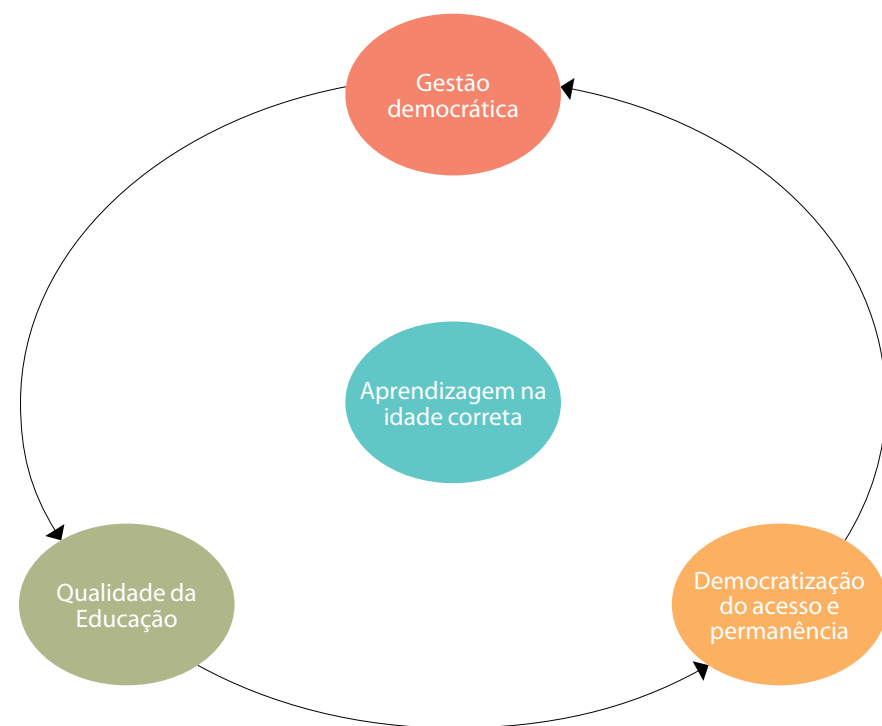 Gestão
democrática
Aprendizagem na
idade correta
Qualidade da
Educação
Democratização
do acesso e
permanência